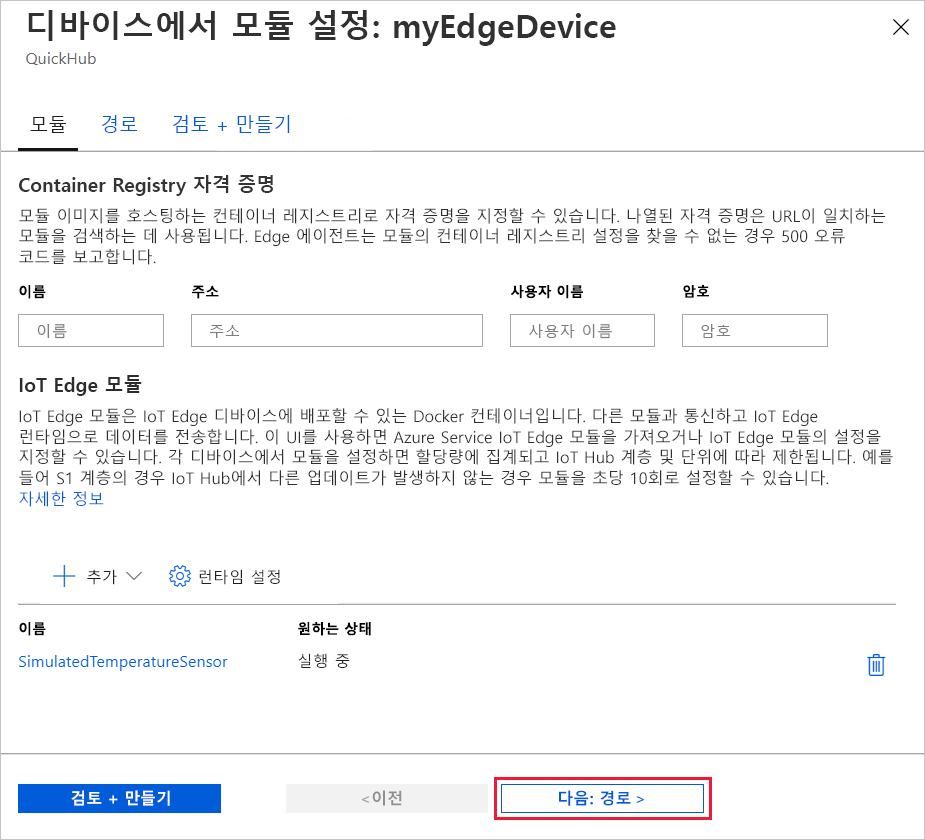 디바이스에서 모듈 설정: myEdgeDevice
QuickHub
모듈 경로 검토 + 만들기
Container Registry 자격 증명
모듈 이미지를 호스팅하는 컨테이너 레지스트리로 자격 증명을 지정할 수 있습니다. 나열된 자격 증명은 URL이 일치하는
모듈을 검색하는 데 사용됩니다. Edge 에이전트는 모듈의 컨테이너 레지스트리 설정을 찾을 수 없는 경우 500 오류
코드를 보고합니다.
이름 주소 사용자 이름 암호
이름 주소 사용자 이름 암호
IoT Edge 모듈
IoT Edge 모듈은 IoT Edge 디바이스에 배포할 수 있는 Docker 컨테이너입니다. 다른 모듈과 통신하고 IoT Edge
런타임으로 데이터를 전송합니다. 이 UI를 사용하면 Azure Service IoT Edge 모듈을 가져오거나 IoT Edge 모듈의 설정을
지정할 수 있습니다. 각 디바이스에서 모듈을 설정하면 할당량에 집계되고 IoT Hub 계층 및 단위에 따라 제한됩니다. 예를
들어 S1 계층의 경우 IoT Hub에서 다른 업데이트가 발생하지 않는 경우 모듈을 초당 10회로 설정할 수 있습니다.
자세한 정보
추가 런타임 설정
이름 원하는 상태
SimulatedTemperatureSensor 실행 중
검토 + 만들기 <이전 다음: 경로 >